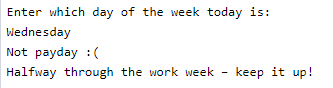 Enter which day of the week today is:
Wednesday
Not payday :(
Halfway through the work week – keep it up!